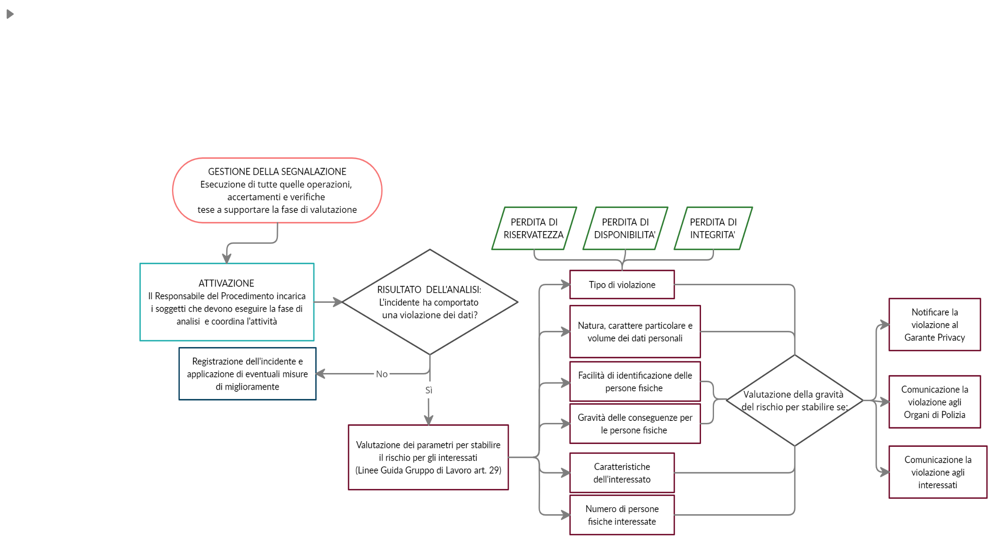 GESTIONE DELLA SEGNALAZIONE
Esecuzione di tutte quelle operazioni,
accertamenti e verifiche
tese a supportare la fase di valutazione
ATTIVAZIONE
Il Responsabile del Procedimento incarica
i soggetti che devono eseguire la fase di
analisi e coordina l'attività
RISULTATO DELL'ANALISI:
L'incidente ha comportato
una violazione dei dati?
No
Registrazione dell'incidente e
applicazione di eventuali misure
di miglioramente
Sì
Valutazione dei parametri per stabilire
il rischio per gli interessati
(Linee Guida Gruppo di Lavoro art. 29)
PERDITA DI
RISERVATEZZA
PERDITA DI
DISPONIBILITA'
PERDITA DI
INTEGRITA'
Tipo di violazione
Natura, carattere particolare e
volume dei dati personali
Facilità di identificazione delle
persone fisiche
Gravità delle conseguenze per
le persone fisiche
Caratteristiche
dell'interessato
Numero di persone
fisiche interessate
Valutazione della gravità
del rischio per stabilire se:
Notificare la
violazione al
Garante Privacy
Comunicazione la
violazione agli
Organi di Polizia
Comunicazione la
violazione agli
interessati